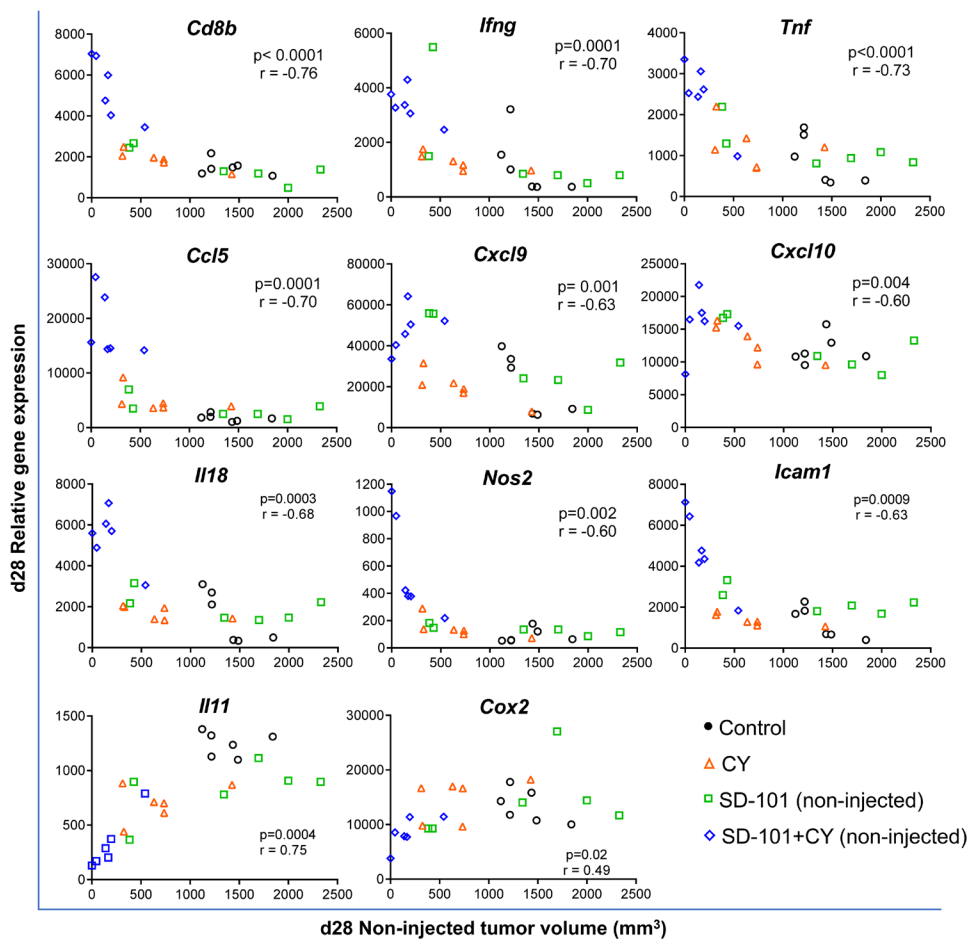 Cd8b
8000
6000
4000
2000
0
0 500 1000 1500 2000 2500
p< 0.0001
r = -0.76
Ifng
6000
4000
2000
0
0 500 1000 1500 2000 2500
p=0.0001
r = -0.70
Tnf
4000
3000
2000
1000
0
0 500 1000 1500 2000 2500
p<0.0001
r = -0.73
Ccl5
30000
20000
10000
0
0 500 1000 1500 2000 2500
p=0.0001
r = -0.70
Cxcl9
80000
60000
40000
20000
0
0 500 1000 1500 2000 2500
p= 0.001
r = -0.63
Cxcl10
25000
20000
15000
10000
5000
0
0 500 1000 1500 2000 2500
p=0.004
r = -0.60
Il18
8000
6000
4000
2000
0
0 500 1000 1500 2000 2500
p=0.0003
r = -0.68
Nos2
1200
1000
800
600
400
200
0
0 500 1000 1500 2000 2500
p=0.002
r = -0.60
Icam1
8000
6000
4000
2000
0
0 500 1000 1500 2000 2500
p=0.0009
r = -0.63
Il11
1500
1000
500
0
0 500 1000 1500 2000 2500
p=0.0004
r = 0.75
Cox2
30000
20000
10000
0
0 500 1000 1500 2000 2500
p=0.02
r = 0.49
Control
CY
SD-101 (non-injected)
SD-101+CY (non-injected)
d28 Relative gene expression
d28 Non-injected tumor volume (mm³)